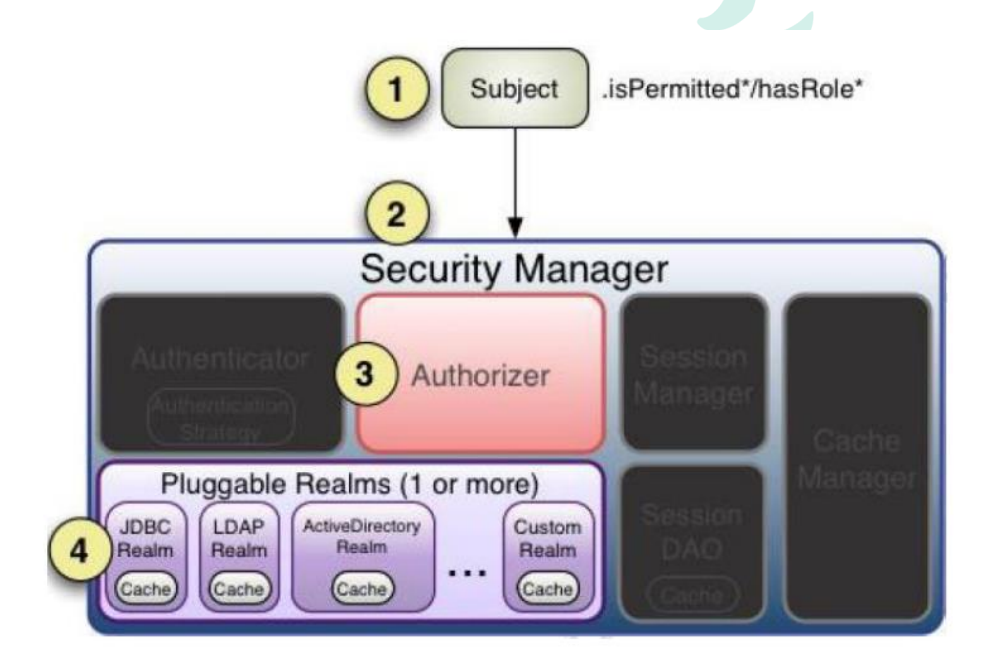 1
Subject
.isPermitted*/hasRole*
2
Security Manager
Authenticator
Authentication
Strategy
3
Authorizer
Session
Manager
Cache
Manager
Pluggable Realms (1 or more)
4
JDBC
Realm
Cache
LDAP
Realm
Cache
ActiveDirectory
Realm
Cache
...
Custom
Realm
Cache
Session
DAO
Cache